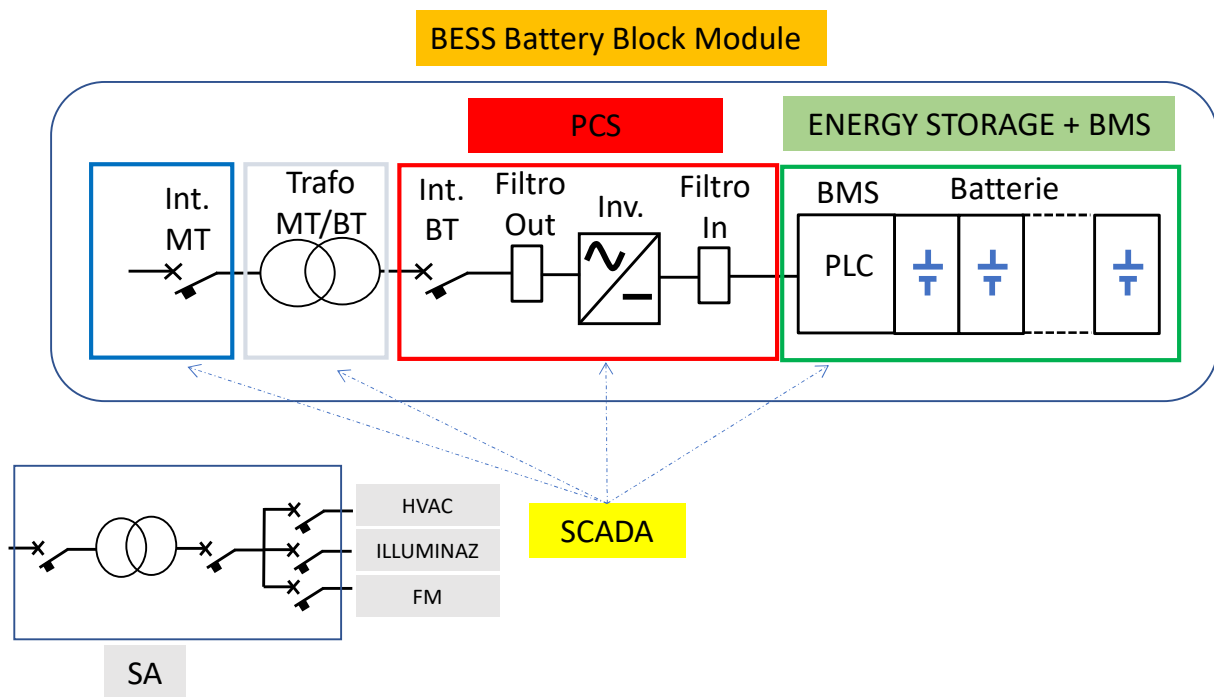 BESS Battery Block Module
PCS
ENERGY STORAGE + BMS
Int.
MT
Trafo
MT/BT
Int.
BT
Filtro
Out
Inv.
Filtro
In
BMS
Batterie
PLC
HVAC
ILLUMINAZ
FM
SCADA
SA